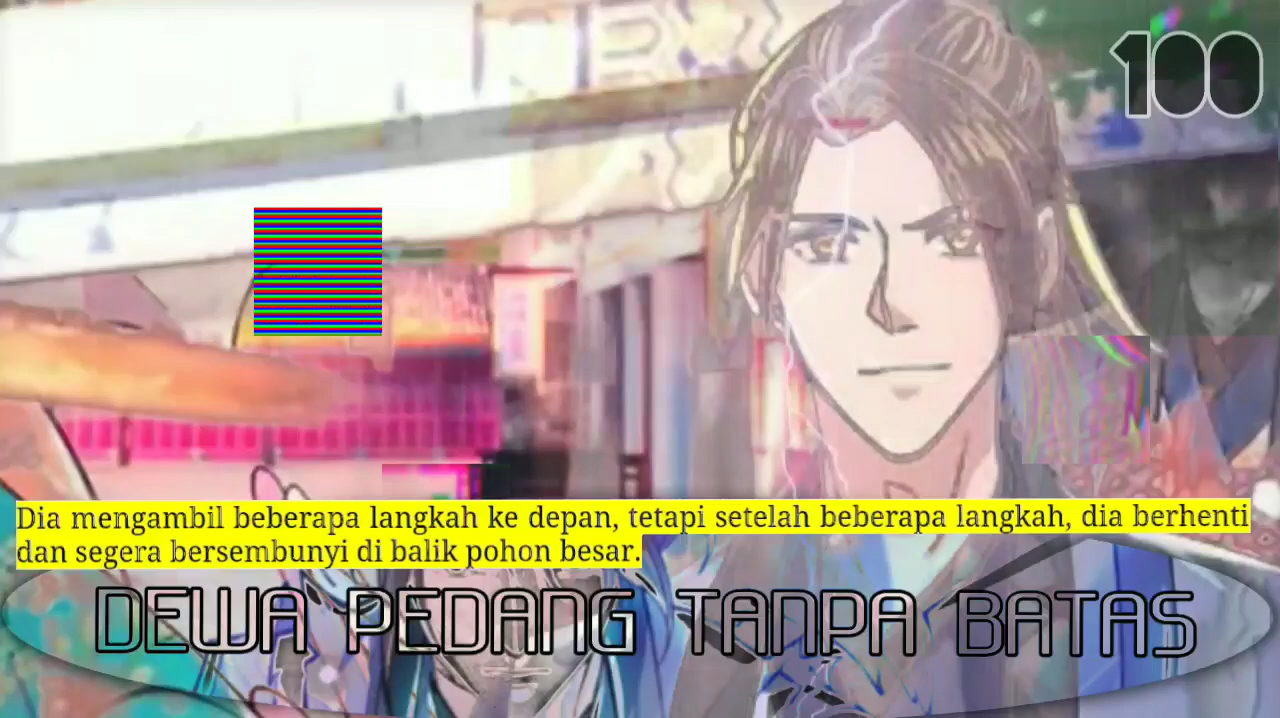 100
Dia mengambil beberapa langkah ke depan, tetapi setelah beberapa langkah, dia berhenti
dan segera bersembunyi di balik pohon besar.
DEWA PEDANG TANPA BATAS